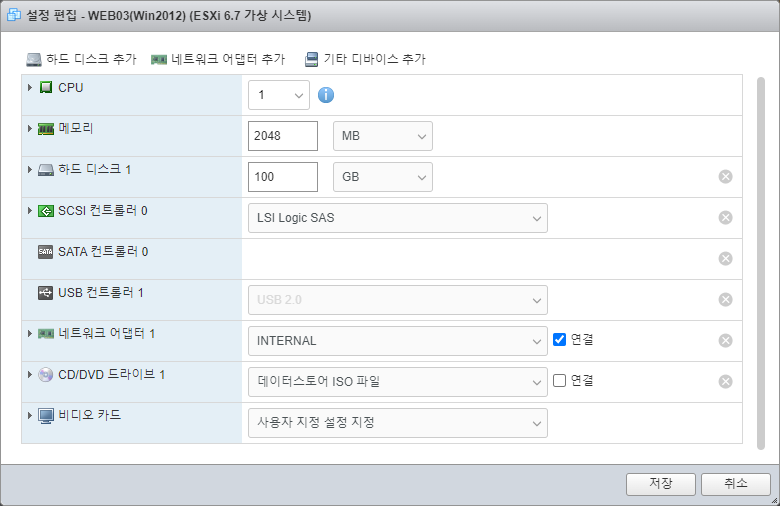 설정 편집 - WEB03(Win2012) (ESXi 6.7 가상 시스템)
하드 디스크 추가 네트워크 어댑터 추가 기타 디바이스 추가
CPU 1
메모리 2048 MB
하드 디스크 1 100 GB
SCSI 컨트롤러 0 LSI Logic SAS
SATA SATA 컨트롤러 0
USB 컨트롤러 1 USB 2.0
네트워크 어댑터 1 INTERNAL 연결
CD/DVD 드라이브 1 데이터스토어 ISO 파일 연결
비디오 카드 사용자 지정 설정 지정
저장 취소